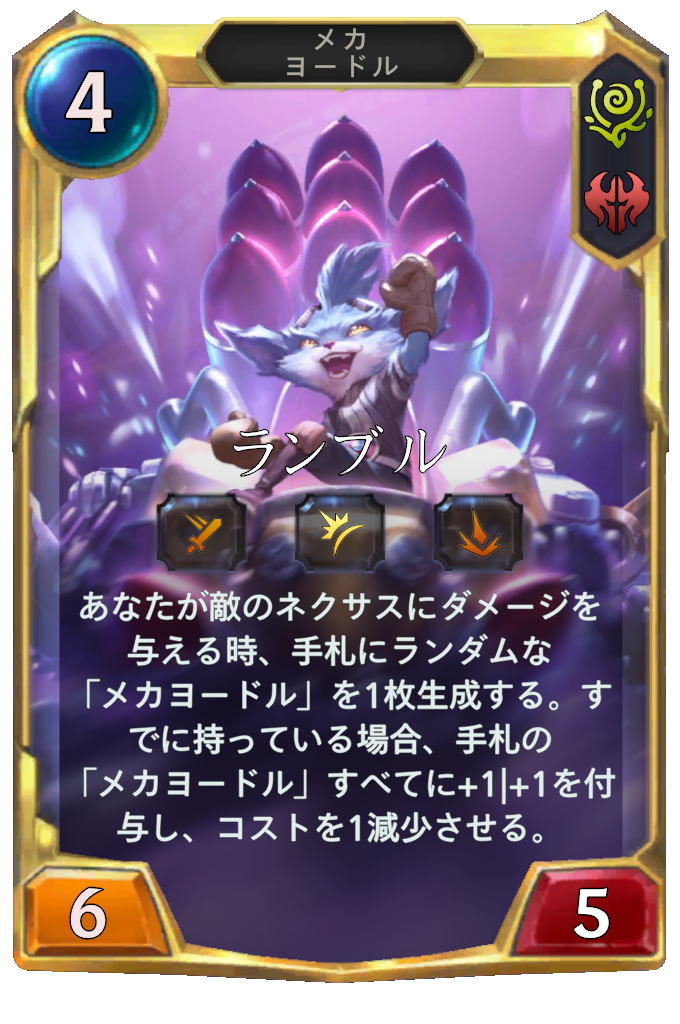 メカ
ヨードル
4
ランブル
あなたが敵のネクサスにダメージを
与える時、手札にランダムな
「メカヨードル」を1枚生成する。す
でに持っている場合、手札の
「メカヨードル」すべてに+1|+1を付
与し、コストを1減少させる。
6
5